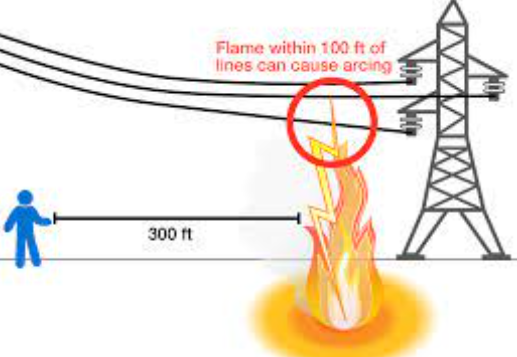 Flame within 100 ft of
lines can cause arcing
300 ft